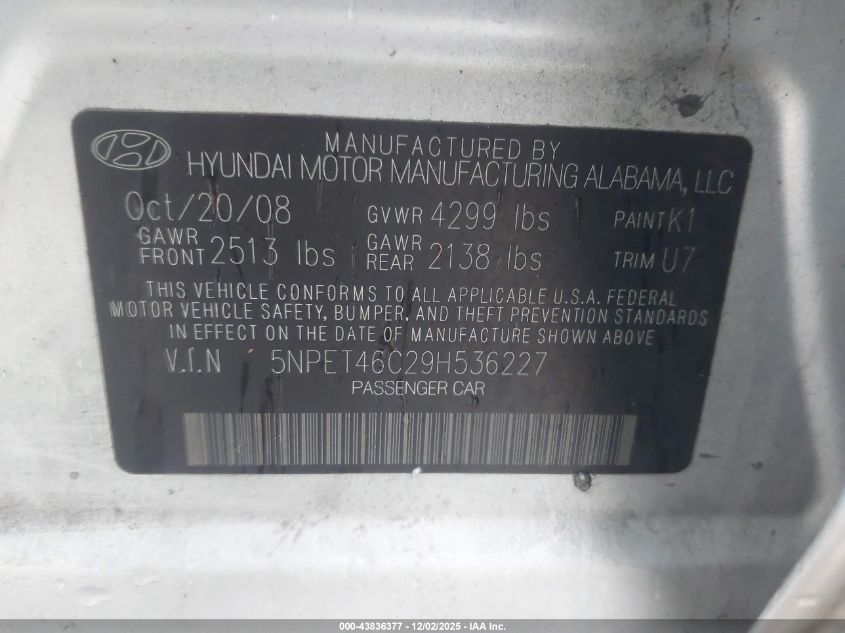 MANUFACTURED BY
HYUNDAI MOTOR MANUFACTURING ALABAMA, LLC
Oct/20/08 GVWR 4299 lbs PAINT K1
GAWR FRONT 2513 lbs GAWR REAR 2138 lbs TRIM U7
THIS VEHICLE CONFORMS TO ALL APPLICABLE U.S.A. FEDERAL
MOTOR VEHICLE SAFETY, BUMPER, AND THEFT PREVENTION STANDARDS
IN EFFECT ON THE DATE OF MANUFACTURE SHOWN ABOVE
V.I.N 5NPET46C29H536227
PASSENGER CAR
000-43836377 - 12/02/2025 - IAA Inc.